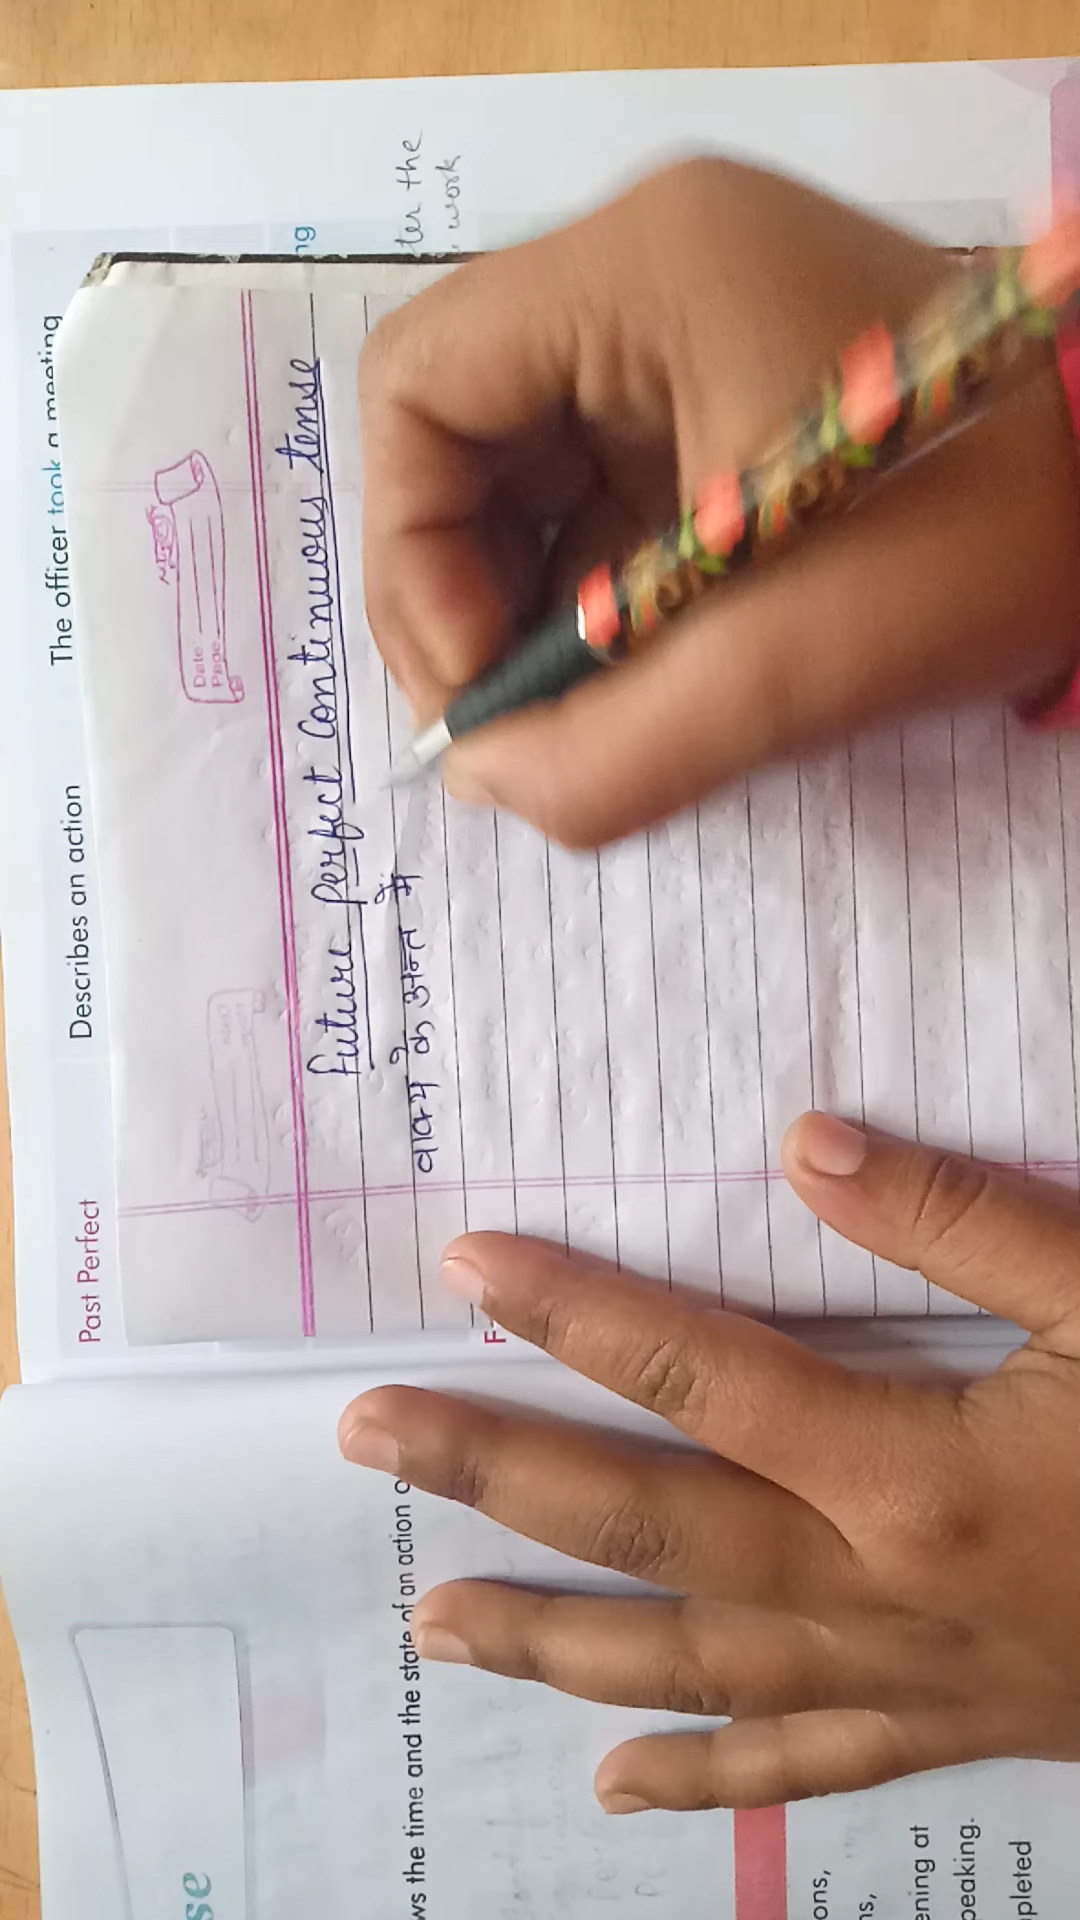 Past Perfect Describes an action The officer took a meeting
Date:
Page:
ng
Future Perfect Continuous tense
वाक्य के अन्त में
ter the
work
se
ws the time and the state of an action
ons,
ns,
ening at
peaking.
pleted